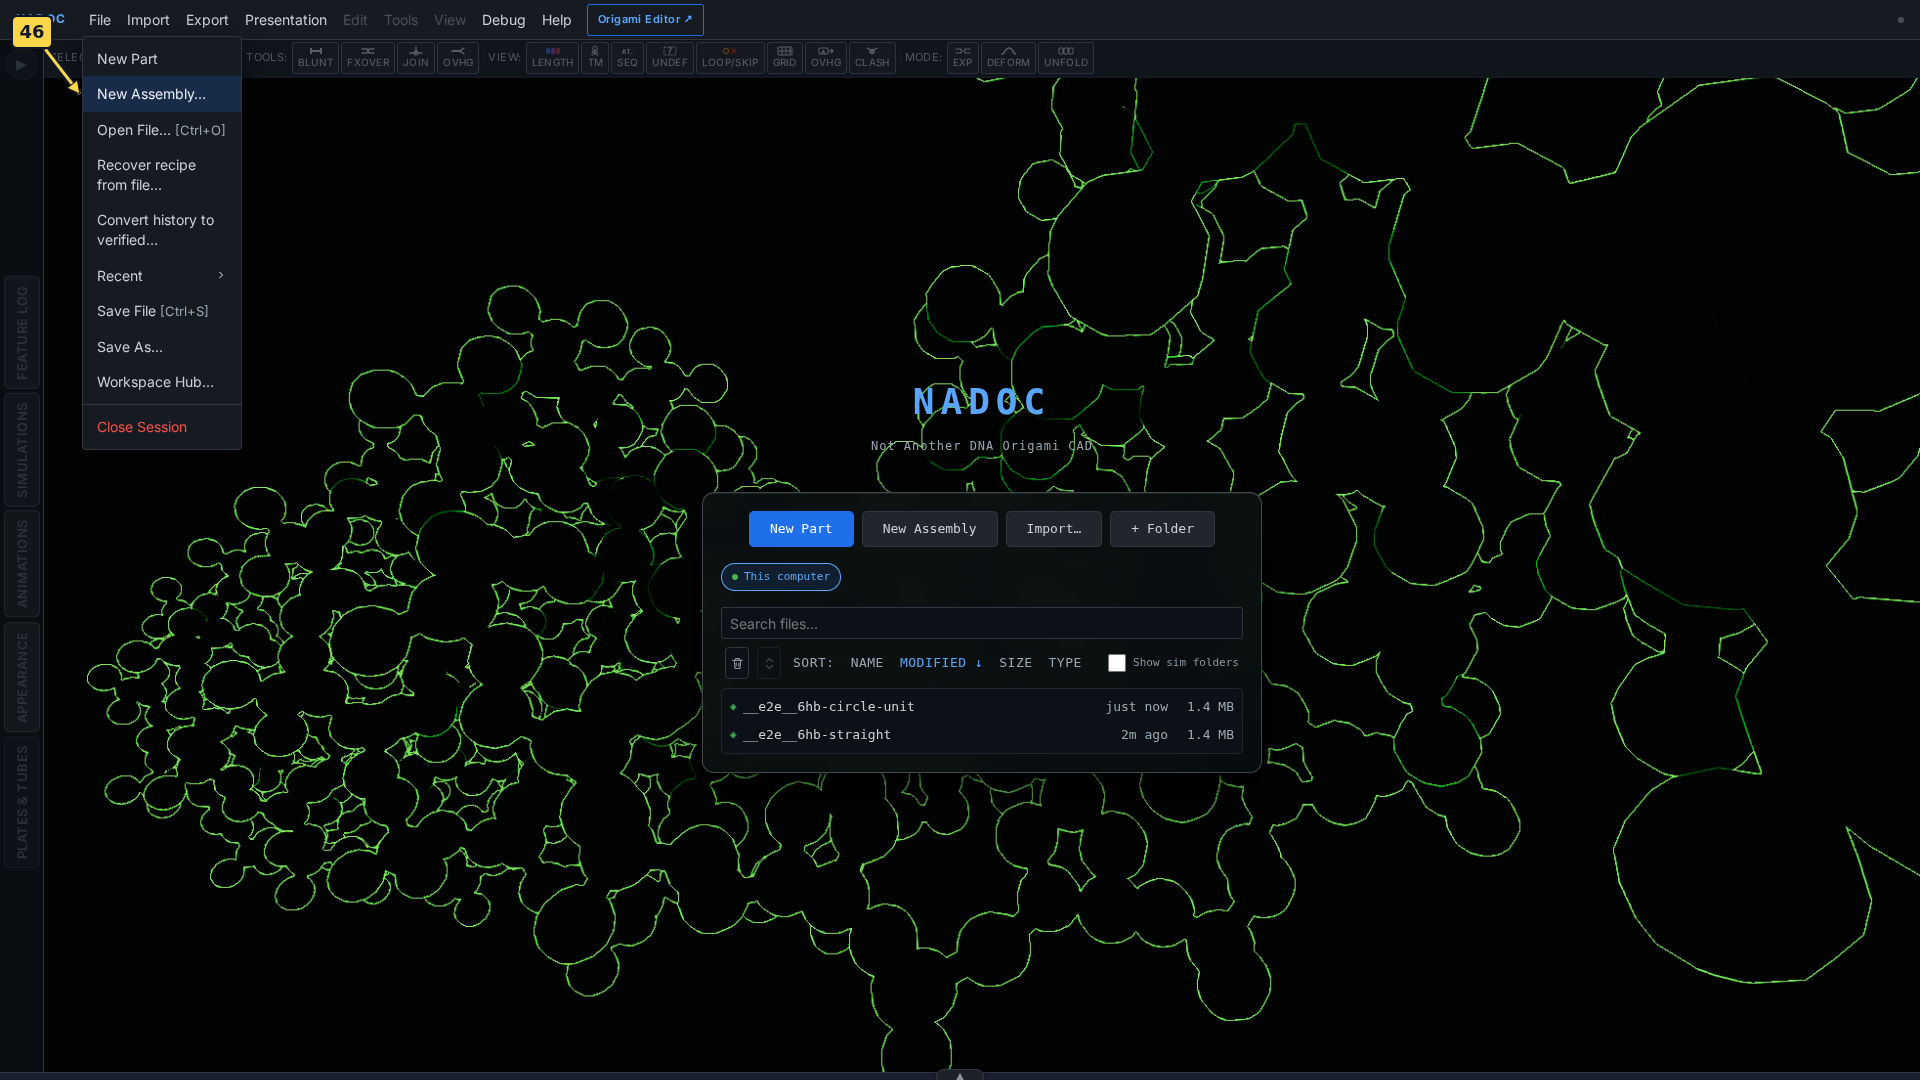 File Import Export Presentation Edit Tools View Debug Help Origami Editor ↗
46
TOOLS: BLUNT FXOVER JOIN OVHG VIEW: LENGTH TM SEQ UNDEF LOOP/SKIP GRID OVHG CLASH MODE: EXP DEFORM UNFOLD
New Part
New Assembly...
Open File... [Ctrl+O]
Recover recipe
from file...
Convert history to
verified...
Recent ›
Save File [Ctrl+S]
Save As...
Workspace Hub...
Close Session
FEATURE LOG
SIMULATIONS
ANIMATIONS
APPEARANCE
PLATES & TUBES
NADOC
Not Another DNA Origami CAD
New Part New Assembly Import… + Folder
This computer
Search files...
SORT: NAME MODIFIED ↓ SIZE TYPE Show sim folders
__e2e__6hb-circle-unit just now 1.4 MB
__e2e__6hb-straight 2m ago 1.4 MB